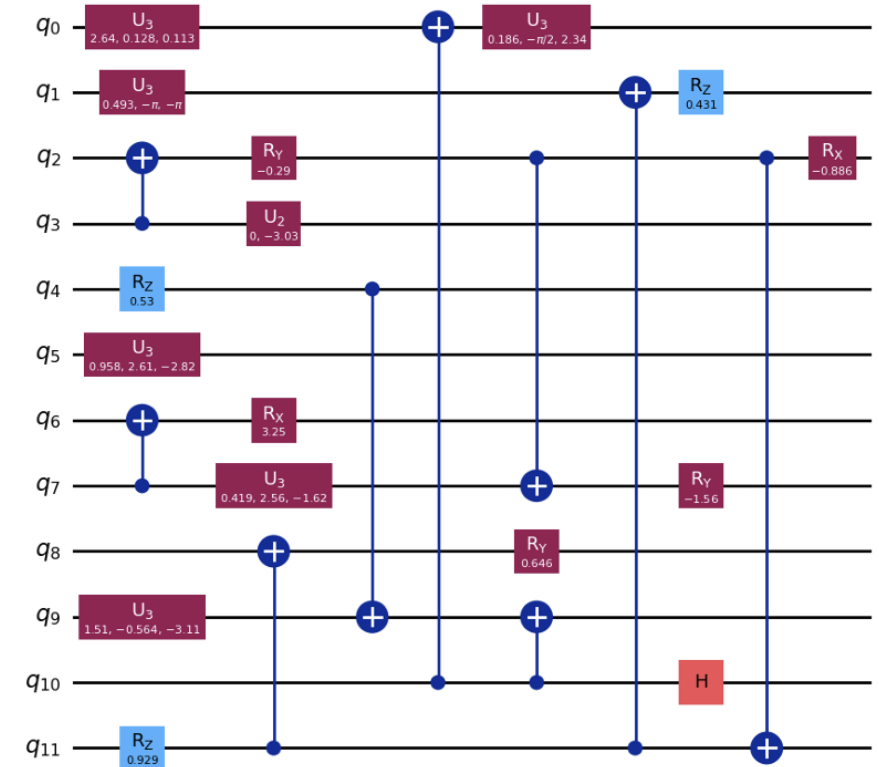 q0 U3 U3
2.64, 0.128, 0.113 0.186, −π/2, 2.34
q1 U3 RZ
0.493, −π, −π 0.431
q2 RY RX
−0.29 −0.886
q3 U2
0, −3.03
q4 RZ
0.53
q5 U3
0.958, 2.61, −2.82
q6 RX
3.25
q7 U3 RY
0.419, 2.56, −1.62 −1.56
q8 RY
0.646
q9 U3
1.51, −0.564, −3.11
q10 H
q11 RZ
0.929